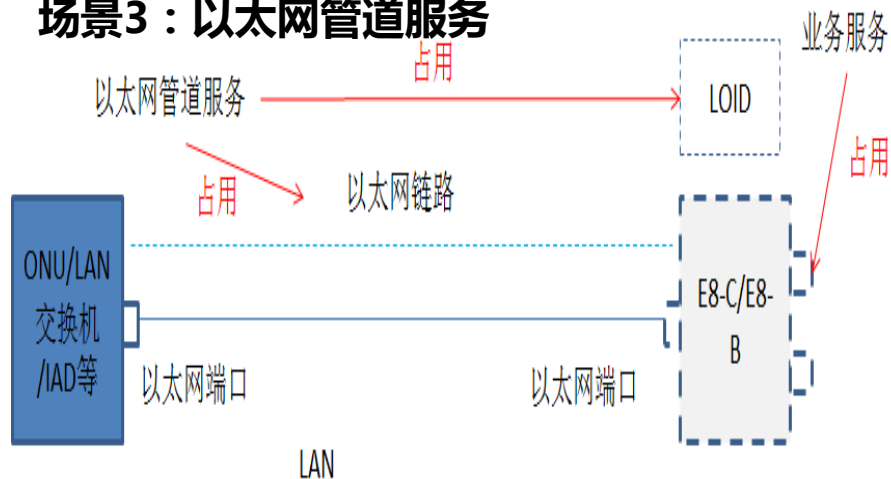 场景3：以太网管道服务
业务服务
占用
以太网管道服务
LOID
占用
占用
以太网链路
ONU/LAN
交换机
/IAD等
E8-C/E8-
B
以太网端口
以太网端口
LAN